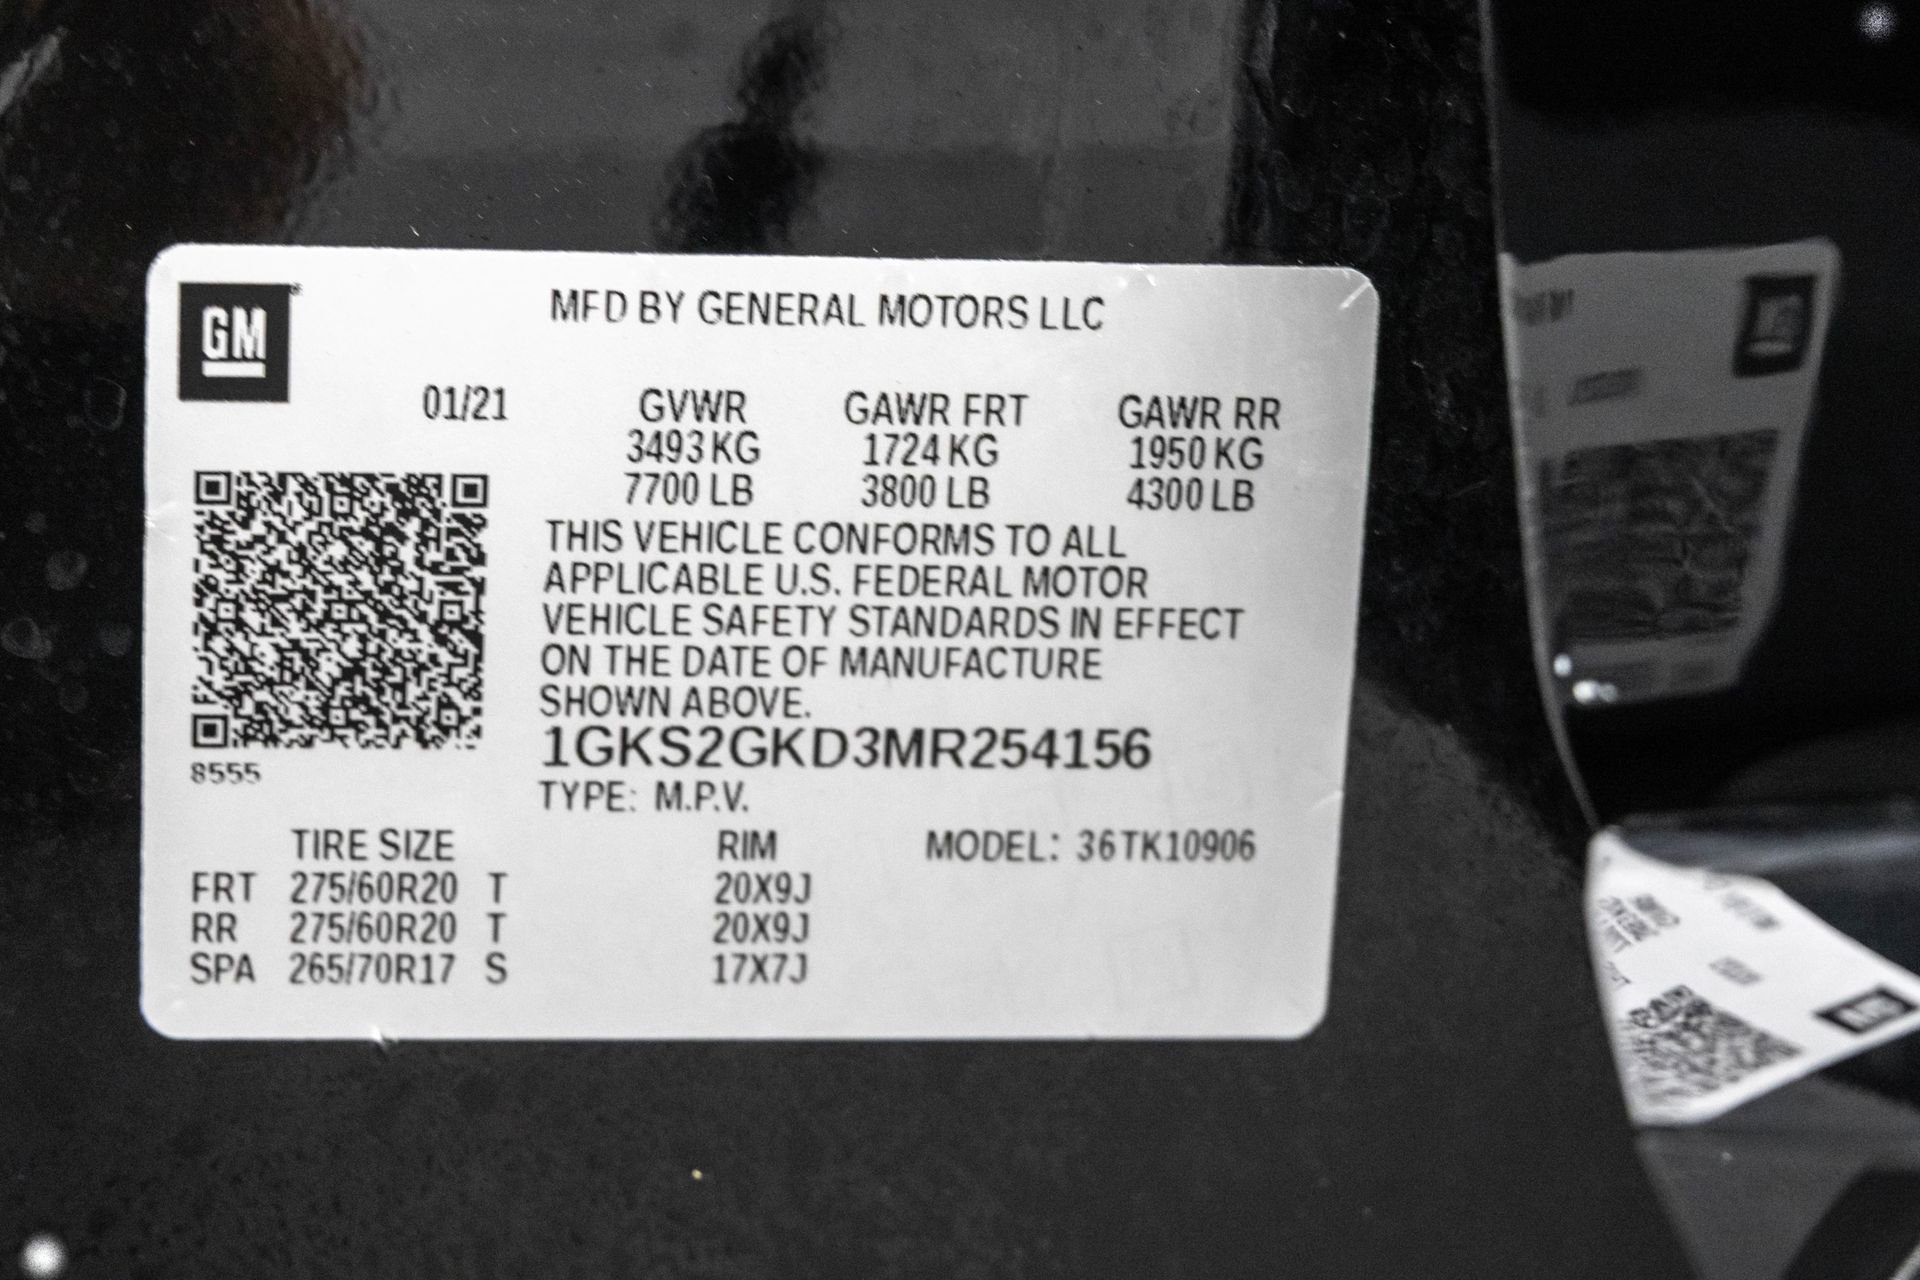 GM
MFD BY GENERAL MOTORS LLC
01/21 GVWR GAWR FRT GAWR RR
3493 KG 1724 KG 1950 KG
7700 LB 3800 LB 4300 LB
THIS VEHICLE CONFORMS TO ALL
APPLICABLE U.S. FEDERAL MOTOR
VEHICLE SAFETY STANDARDS IN EFFECT
ON THE DATE OF MANUFACTURE
SHOWN ABOVE.
1GKS2GKD3MR254156
8555
TYPE: M.P.V.
TIRE SIZE RIM MODEL: 36TK10906
FRT 275/60R20 T 20X9J
RR 275/60R20 T 20X9J
SPA 265/70R17 S 17X7J